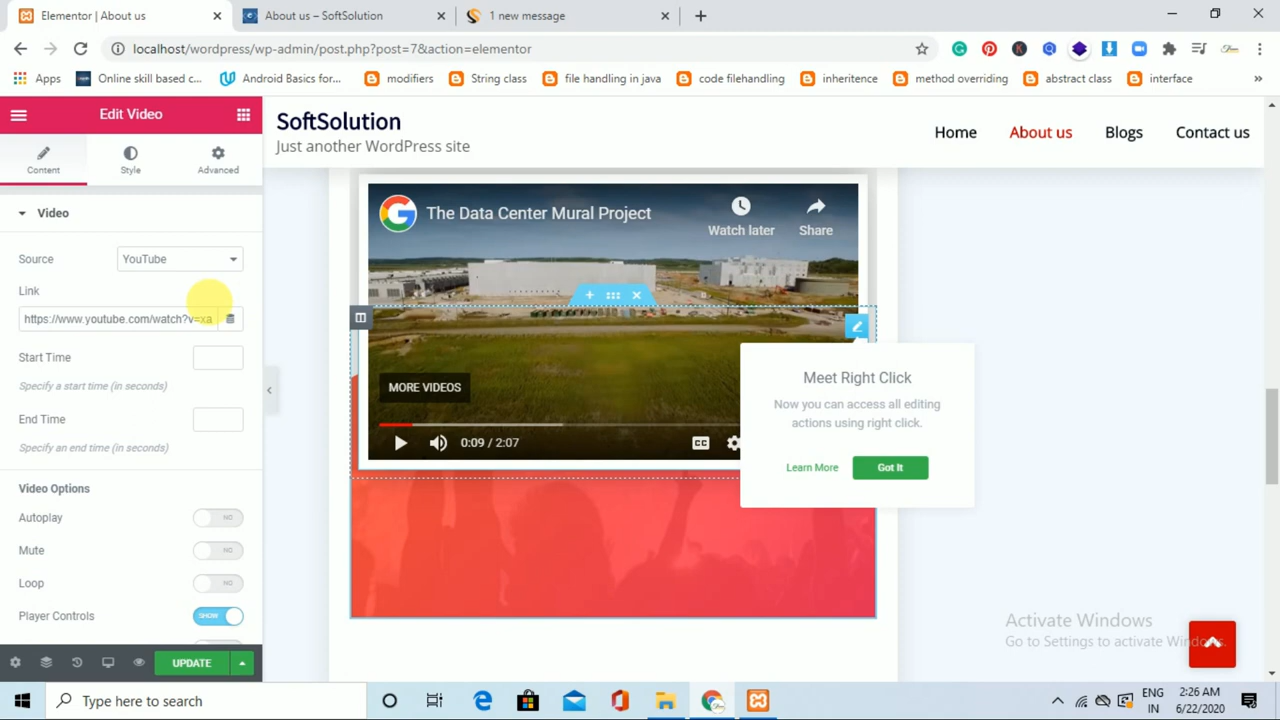 Elementor | About us
About us – SoftSolution
1 new message
localhost/wordpress/wp-admin/post.php?post=7&action=elementor
Apps
Online skill based c...
Android Basics for...
modifiers
String class
file handling in java
code filehandling
inheritence
method overriding
abstract class
interface
»
Edit Video
Content
Style
Advanced
Video
Source
YouTube
Link
https://www.youtube.com/watch?v=xa
Start Time
Specify a start time (in seconds)
End Time
Specify an end time (in seconds)
Video Options
Autoplay
NO
Mute
NO
Loop
NO
Player Controls
SHOW
UPDATE
SoftSolution
Just another WordPress site
Home
About us
Blogs
Contact us
The Data Center Mural Project
Watch later
Share
MORE VIDEOS
0:09 / 2:07
CC
Meet Right Click
Now you can access all editing
actions using right click.
Learn More
Got It
Activate Windows
Go to Settings to activate Windows.
Type here to search
ENG
IN
2:26 AM
6/22/2020